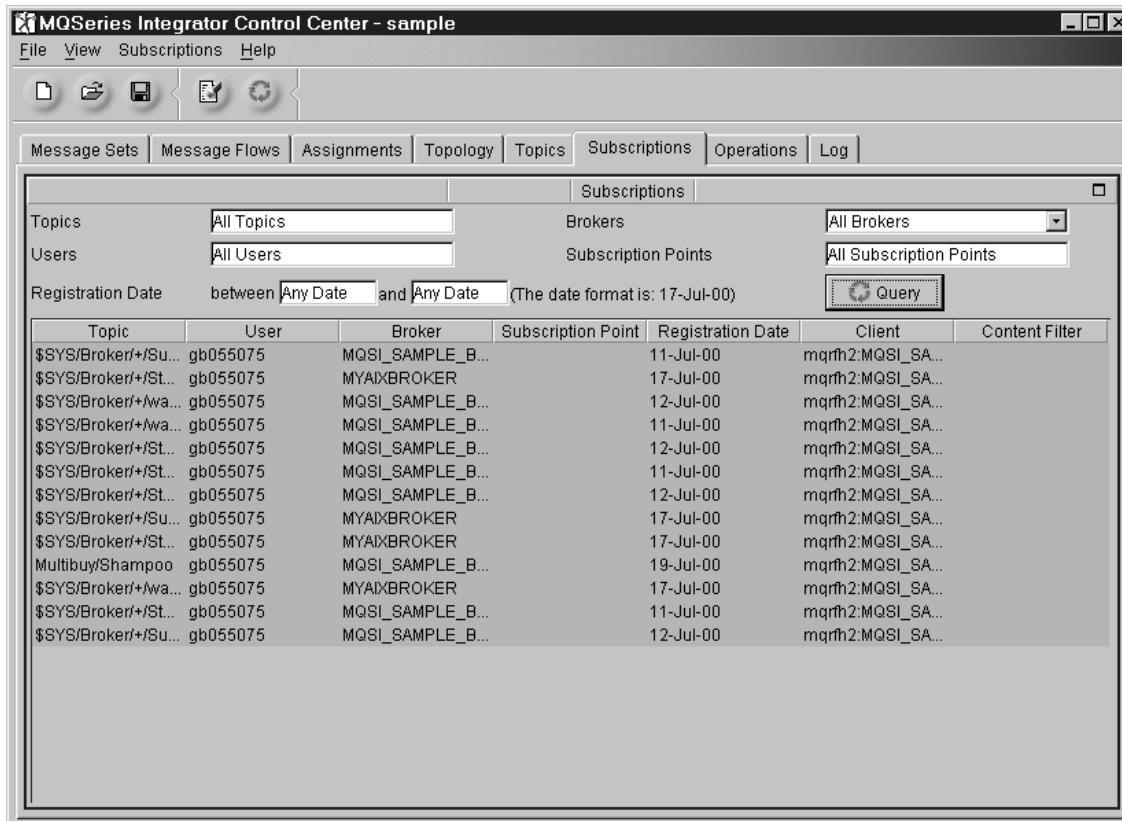 MQSeries Integrator Control Center - sample
File View Subscriptions Help
Message Sets Message Flows Assignments Topology Topics Subscriptions Operations Log
Subscriptions
Topics All Topics Brokers All Brokers
Users All Users Subscription Points All Subscription Points
Registration Date between Any Date and Any Date (The date format is: 17-Jul-00) Query
Topic User Broker Subscription Point Registration Date Client Content Filter
$SYS/Broker/+/Su... gb055075 MQSI_SAMPLE_B... 11-Jul-00 mqrfh2:MQSI_SA...
$SYS/Broker/+/St... gb055075 MYAIXBROKER 17-Jul-00 mqrfh2:MQSI_SA...
$SYS/Broker/+/wa... gb055075 MQSI_SAMPLE_B... 12-Jul-00 mqrfh2:MQSI_SA...
$SYS/Broker/+/wa... gb055075 MQSI_SAMPLE_B... 11-Jul-00 mqrfh2:MQSI_SA...
$SYS/Broker/+/St... gb055075 MQSI_SAMPLE_B... 12-Jul-00 mqrfh2:MQSI_SA...
$SYS/Broker/+/St... gb055075 MQSI_SAMPLE_B... 11-Jul-00 mqrfh2:MQSI_SA...
$SYS/Broker/+/St... gb055075 MQSI_SAMPLE_B... 12-Jul-00 mqrfh2:MQSI_SA...
$SYS/Broker/+/Su... gb055075 MYAIXBROKER 17-Jul-00 mqrfh2:MQSI_SA...
$SYS/Broker/+/St... gb055075 MYAIXBROKER 17-Jul-00 mqrfh2:MQSI_SA...
Multibuy/Shampoo gb055075 MQSI_SAMPLE_B... 19-Jul-00 mqrfh2:MQSI_SA...
$SYS/Broker/+/wa... gb055075 MYAIXBROKER 17-Jul-00 mqrfh2:MQSI_SA...
$SYS/Broker/+/St... gb055075 MQSI_SAMPLE_B... 11-Jul-00 mqrfh2:MQSI_SA...
$SYS/Broker/+/Su... gb055075 MQSI_SAMPLE_B... 12-Jul-00 mqrfh2:MQSI_SA...